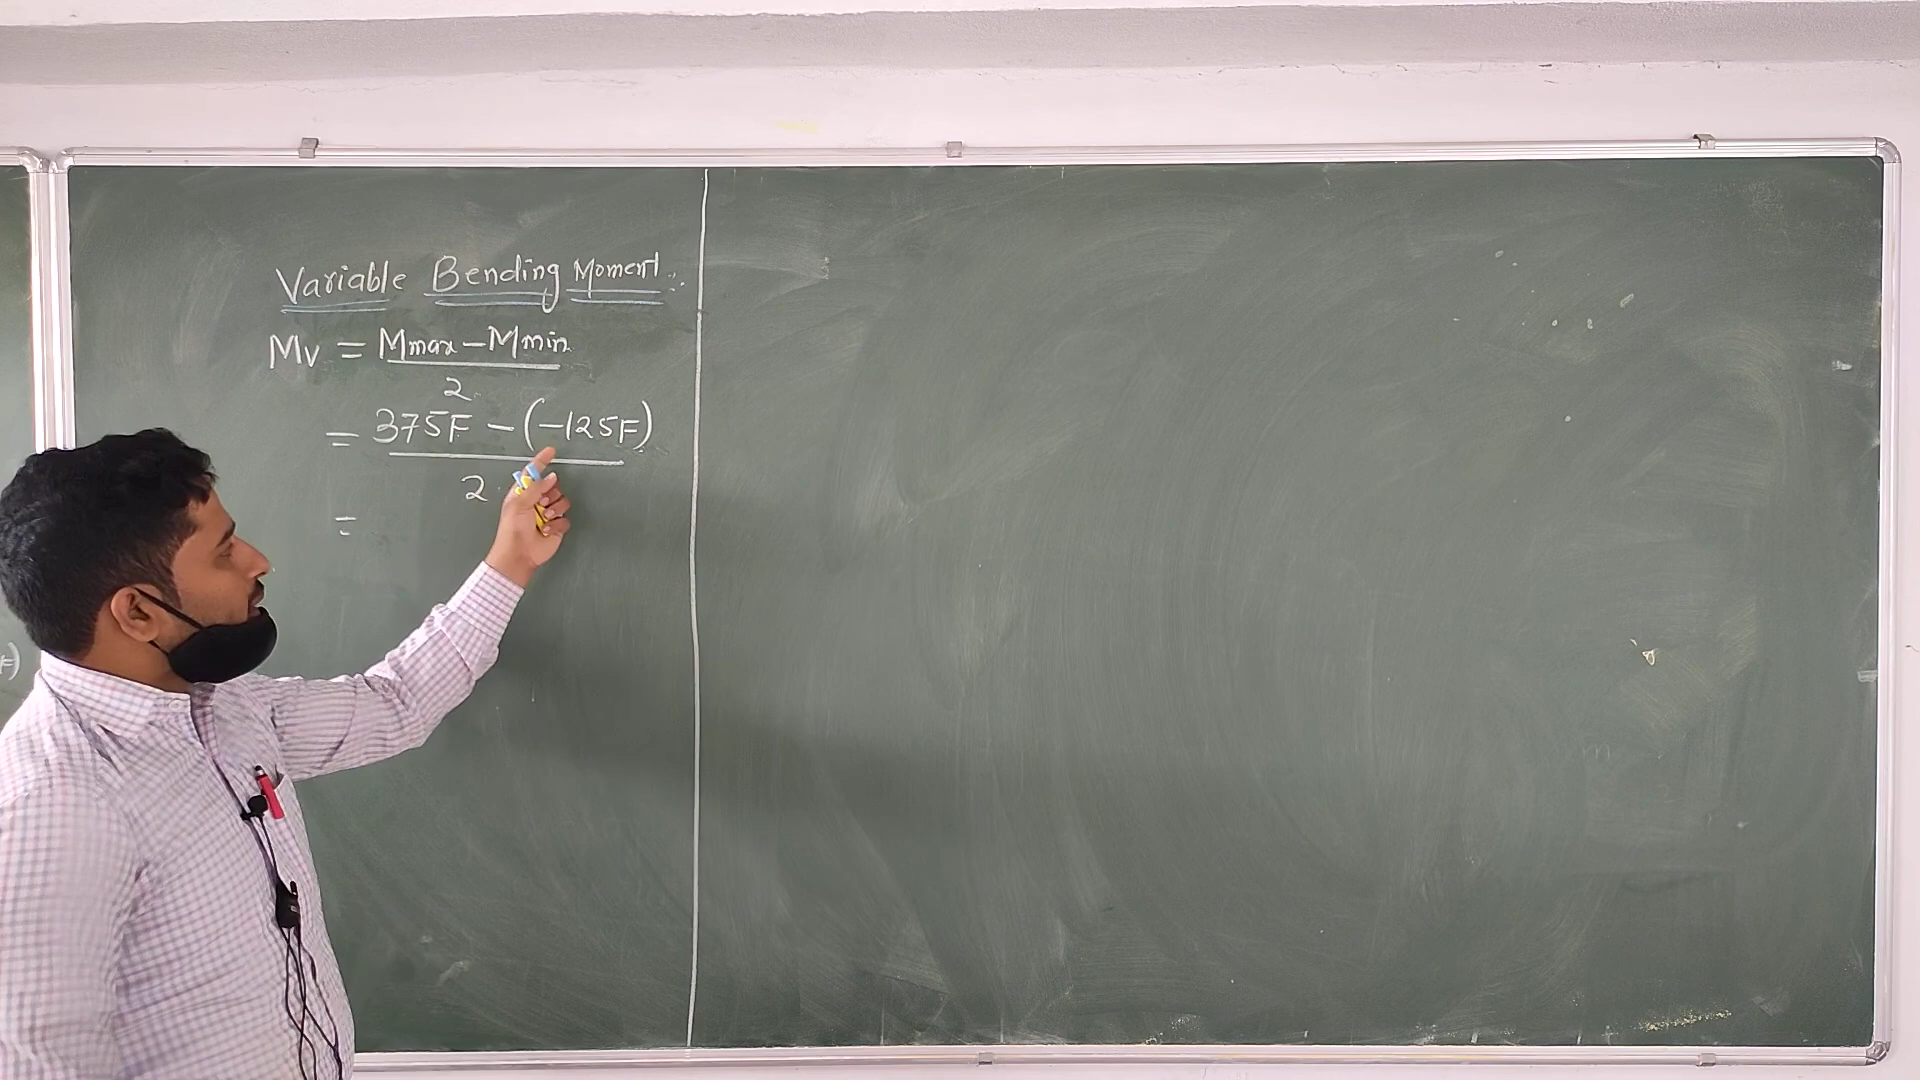 Variable Bending Moment:
Mv = Mmax - Mmin
2
= 375F - (-125F)
2
=
F)